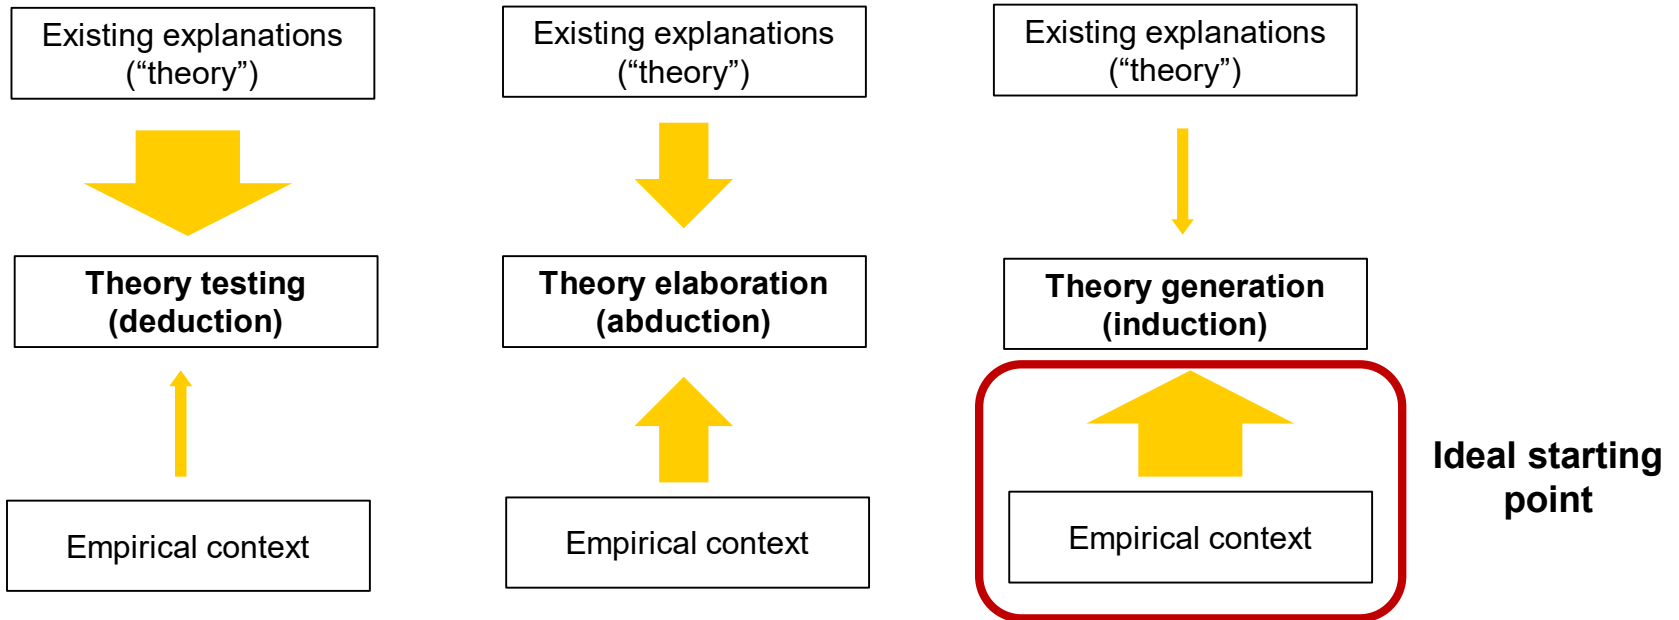 Existing explanations
(“theory”)
Existing explanations
(“theory”)
Existing explanations
(“theory”)
Theory testing
(deduction)
Theory elaboration
(abduction)
Theory generation
(induction)
Empirical context
Empirical context
Empirical context
Ideal starting
point